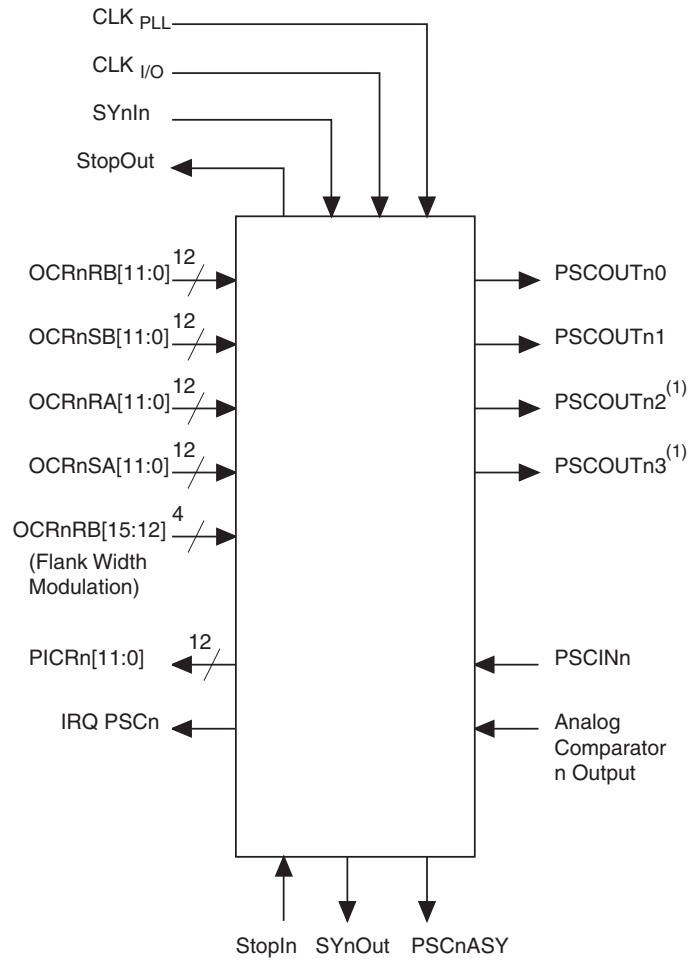 CLK PLL
CLK I/O
SYnIn
StopOut
OCRnRB[11:0] 12
PSCOUTn0
OCRnSB[11:0] 12
PSCOUTn1
OCRnRA[11:0] 12
PSCOUTn2(1)
OCRnSA[11:0] 12
PSCOUTn3(1)
OCRnRB[15:12] 4
(Flank Width
Modulation)
PICRn[11:0] 12
PSCINn
IRQ PSCn
Analog
Comparator
n Output
StopIn SYnOut PSCnASY